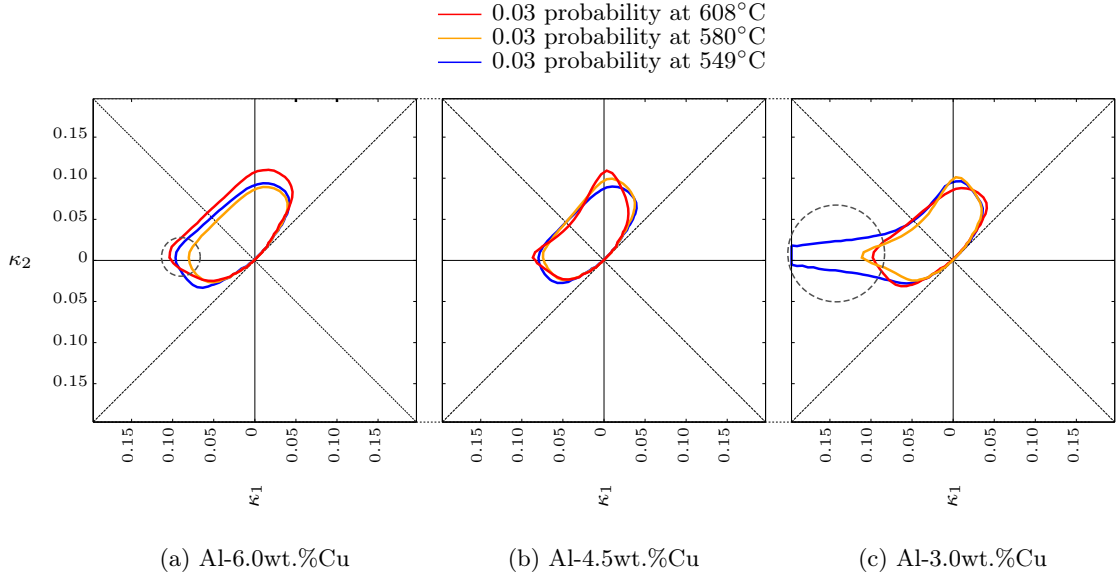 0.03 probability at 608°C
0.03 probability at 580°C
0.03 probability at 549°C
κ2
0.15
0.10
0.05
0
0.05
0.10
0.15
0.15 0.10 0.05 0 0.05 0.10 0.15
0.15 0.10 0.05 0 0.05 0.10 0.15
0.15 0.10 0.05 0 0.05 0.10 0.15
κ1 κ1 κ1
(a) Al-6.0wt.%Cu
(b) Al-4.5wt.%Cu
(c) Al-3.0wt.%Cu